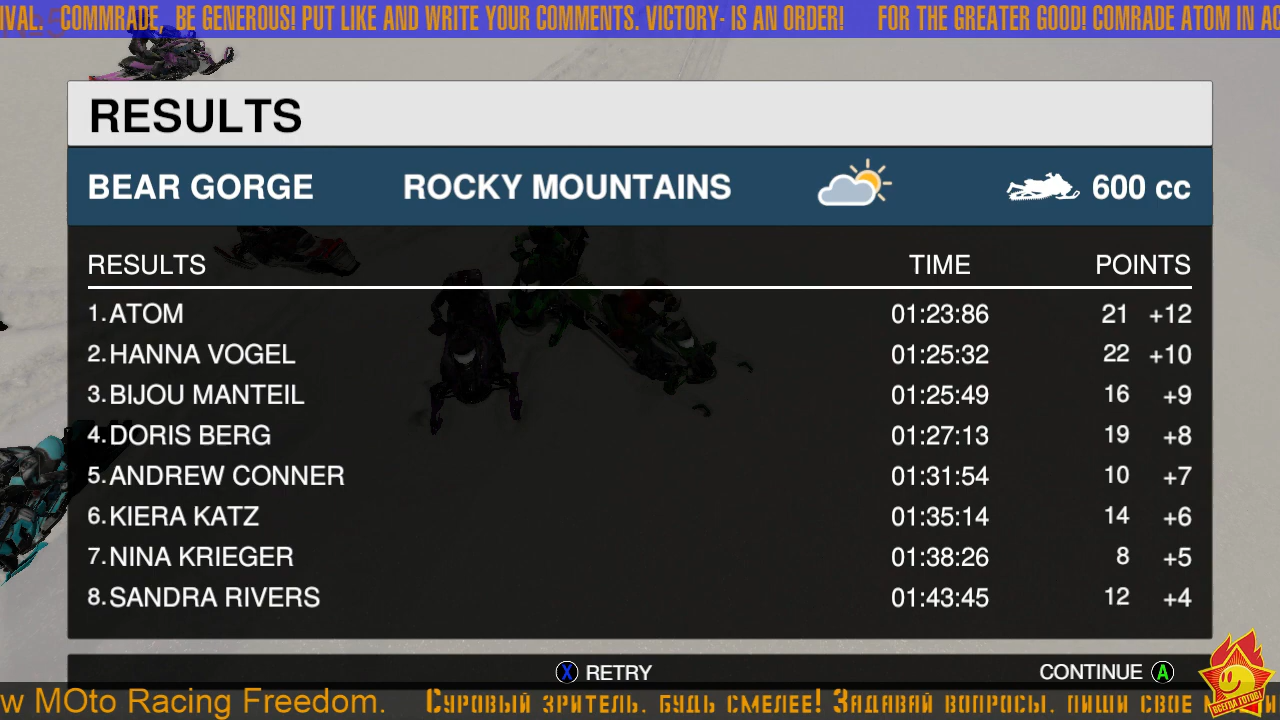 IVAL. COMMRADE, BE GENEROUS! PUT LIKE AND WRITE YOUR COMMENTS. VICTORY- IS AN ORDER! FOR THE GREATER GOOD! COMRADE ATOM IN AC
RESULTS
BEAR GORGE ROCKY MOUNTAINS 600 cc
RESULTS TIME POINTS
1. ATOM 01:23:86 21 +12
2. HANNA VOGEL 01:25:32 22 +10
3. BIJOU MANTEIL 01:25:49 16 +9
4. DORIS BERG 01:27:13 19 +8
5. ANDREW CONNER 01:31:54 10 +7
6. KIERA KATZ 01:35:14 14 +6
7. NINA KRIEGER 01:38:26 8 +5
8. SANDRA RIVERS 01:43:45 12 +4
X RETRY CONTINUE A
w MOto Racing Freedom. Суровый зритель. будь смелее! Задавай вопросы. пиши свое
ВСЕГДА ГОТОВ!